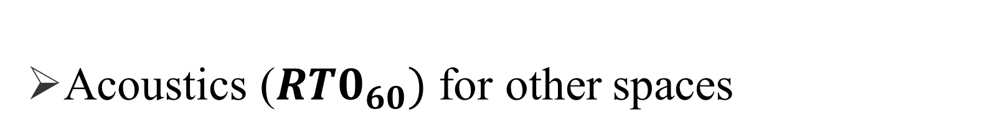 ➢Acoustics (RT0₆₀) for other spaces